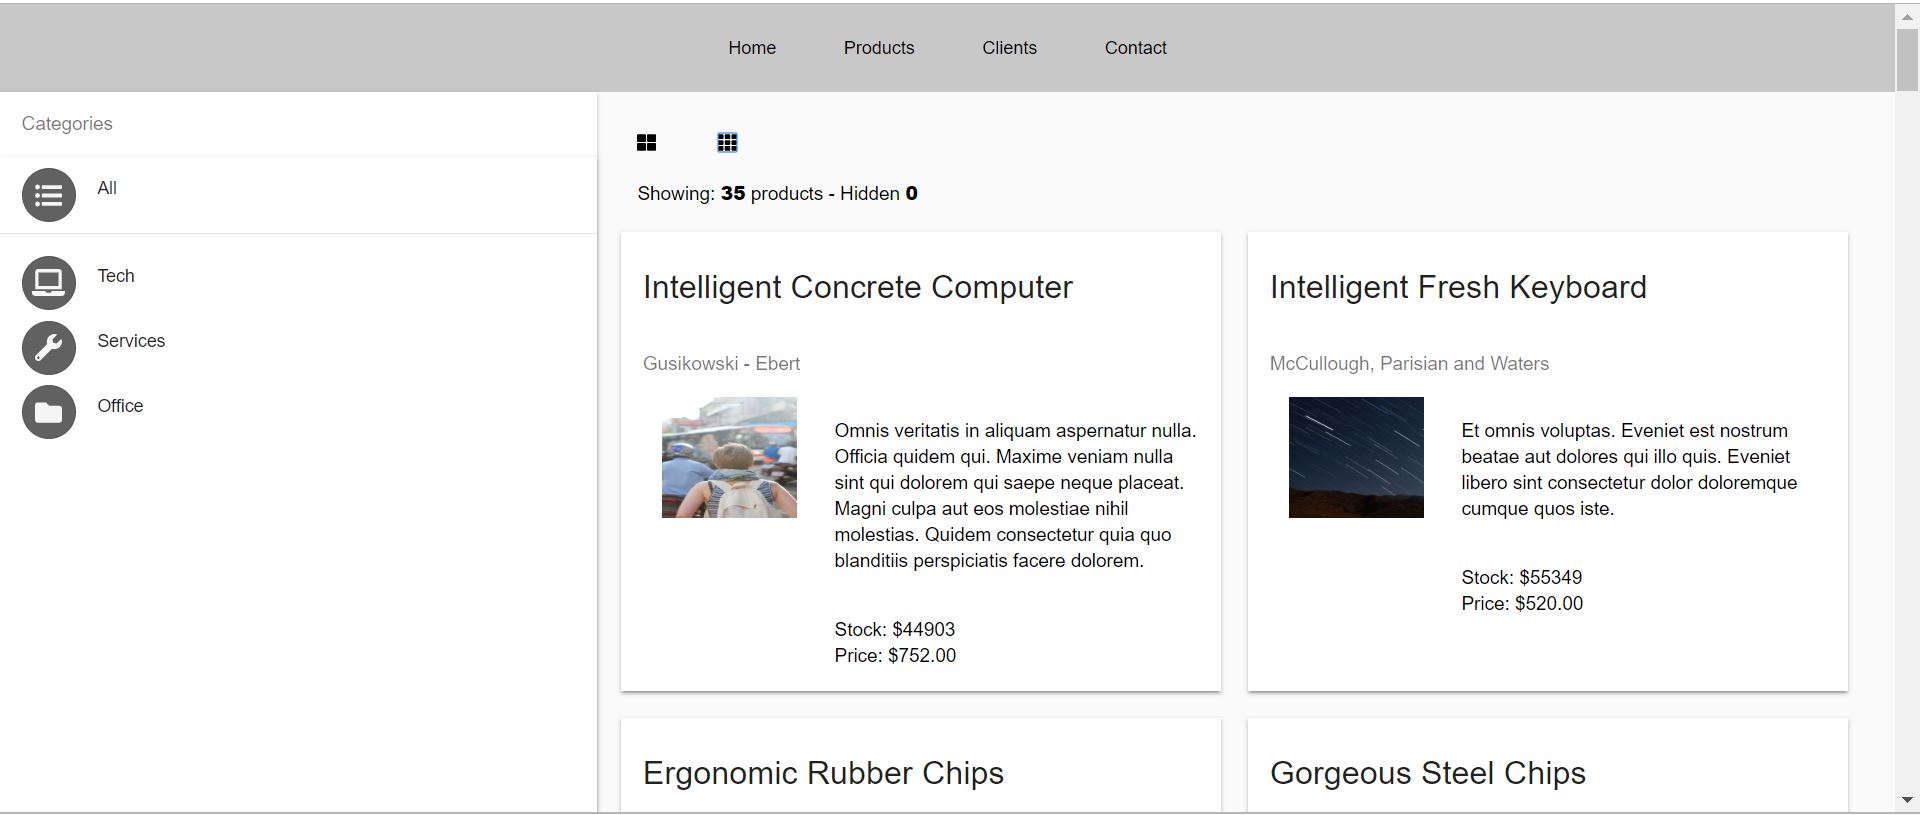 Home Products Clients Contact
Categories
All
Tech
Services
Office
Showing: 35 products - Hidden 0
Intelligent Concrete Computer
Gusikowski - Ebert
Omnis veritatis in aliquam aspernatur nulla.
Officia quidem qui. Maxime veniam nulla
sint qui dolorem qui saepe neque placeat.
Magni culpa aut eos molestiae nihil
molestias. Quidem consectetur quia quo
blanditiis perspiciatis facere dolorem.
Stock: $44903
Price: $752.00
Intelligent Fresh Keyboard
McCullough, Parisian and Waters
Et omnis voluptas. Eveniet est nostrum
beatae aut dolores qui illo quis. Eveniet
libero sint consectetur dolor doloremque
cumque quos iste.
Stock: $55349
Price: $520.00
Ergonomic Rubber Chips
Gorgeous Steel Chips